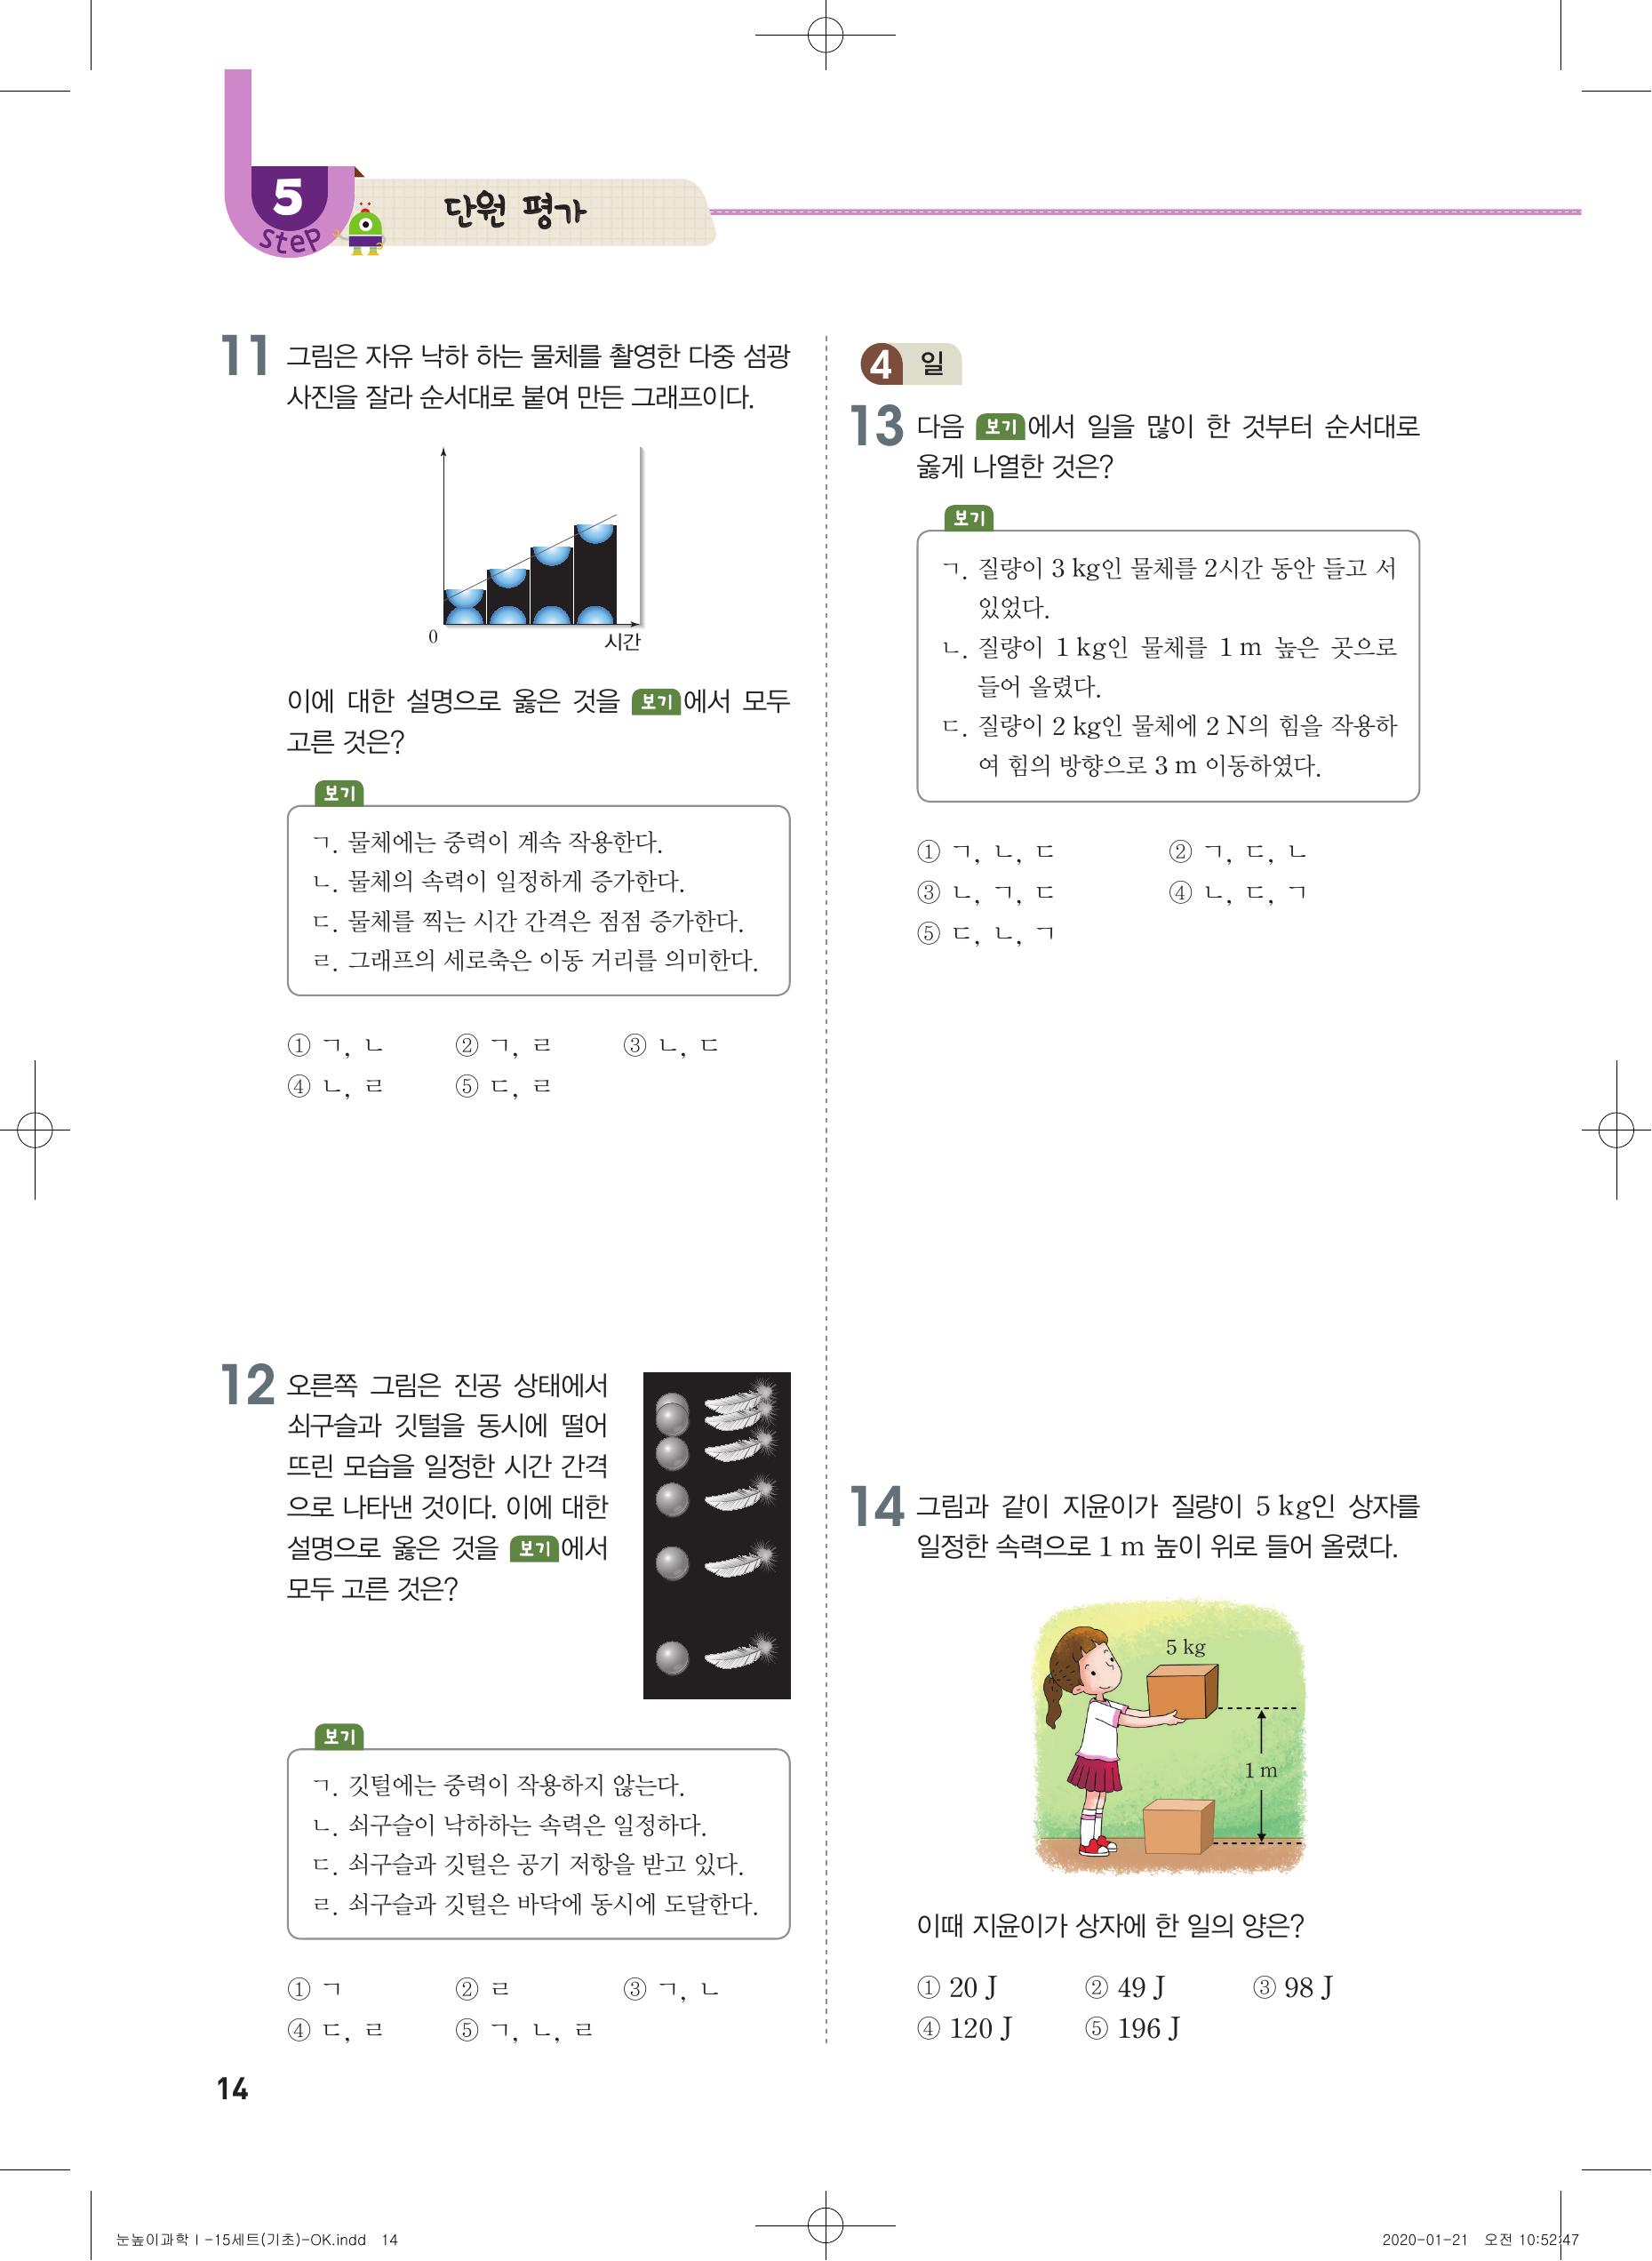 5
step
단원 평가
11 그림은 자유 낙하 하는 물체를 촬영한 다중 섬광
사진을 잘라 순서대로 붙여 만든 그래프이다.
0
시간
이에 대한 설명으로 옳은 것을 보기에서 모두
고른 것은?
보기
ㄱ. 물체에는 중력이 계속 작용한다.
ㄴ. 물체의 속력이 일정하게 증가한다.
ㄷ. 물체를 찍는 시간 간격은 점점 증가한다.
ㄹ. 그래프의 세로축은 이동 거리를 의미한다.
① ㄱ, ㄴ ② ㄱ, ㄹ ③ ㄴ, ㄷ
④ ㄴ, ㄹ ⑤ ㄷ, ㄹ
12 오른쪽 그림은 진공 상태에서
쇠구슬과 깃털을 동시에 떨어
뜨린 모습을 일정한 시간 간격
으로 나타낸 것이다. 이에 대한
설명으로 옳은 것을 보기에서
모두 고른 것은?
보기
ㄱ. 깃털에는 중력이 작용하지 않는다.
ㄴ. 쇠구슬이 낙하하는 속력은 일정하다.
ㄷ. 쇠구슬과 깃털은 공기 저항을 받고 있다.
ㄹ. 쇠구슬과 깃털은 바닥에 동시에 도달한다.
① ㄱ ② ㄹ ③ ㄱ, ㄴ
④ ㄷ, ㄹ ⑤ ㄱ, ㄴ, ㄹ
4 일
13 다음 보기에서 일을 많이 한 것부터 순서대로
옳게 나열한 것은?
보기
ㄱ. 질량이 3 kg인 물체를 2시간 동안 들고 서
있었다.
ㄴ. 질량이 1 kg인 물체를 1 m 높은 곳으로
들어 올렸다.
ㄷ. 질량이 2 kg인 물체에 2 N의 힘을 작용하
여 힘의 방향으로 3 m 이동하였다.
① ㄱ, ㄴ, ㄷ ② ㄱ, ㄷ, ㄴ
③ ㄴ, ㄱ, ㄷ ④ ㄴ, ㄷ, ㄱ
⑤ ㄷ, ㄴ, ㄱ
14 그림과 같이 지윤이가 질량이 5 kg인 상자를
일정한 속력으로 1 m 높이 위로 들어 올렸다.
5 kg
1 m
이때 지윤이가 상자에 한 일의 양은?
① 20 J ② 49 J ③ 98 J
④ 120 J ⑤ 196 J
14
눈높이과학Ⅰ-15세트(기초)-OK.indd 14
2020-01-21 오전 10:52:47